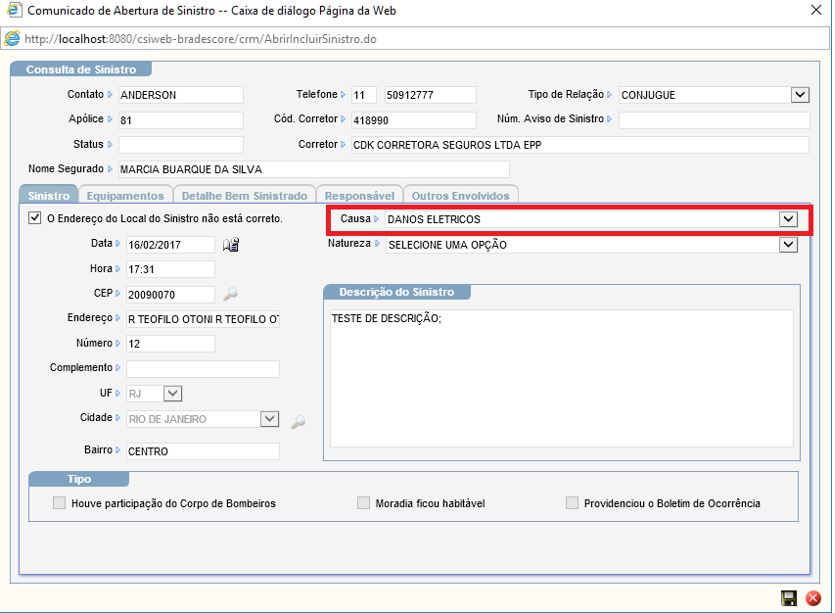 Comunicado de Abertura de Sinistro -- Caixa de diálogo Página da Web
http://localhost:8080/csiweb-bradescore/crm/AbrirIncluirSinistro.do
Consulta de Sinistro
Contato ANDERSON Telefone 11 50912777 Tipo de Relação CONJUGUE
Apólice 81 Cód. Corretor 418990 Núm. Aviso de Sinistro
Status Corretor CDK CORRETORA SEGUROS LTDA EPP
Nome Segurado MARCIA BUARQUE DA SILVA
Sinistro Equipamentos Detalhe Bem Sinistrado Responsável Outros Envolvidos
O Endereço do Local do Sinistro não está correto. Causa DANOS ELETRICOS
Data 16/02/2017 Natureza SELECIONE UMA OPÇÃO
Hora 17:31
CEP 20090070 Descrição do Sinistro
Endereço R TEOFILO OTONI R TEOFILO OT TESTE DE DESCRIÇÃO;
Número 12
Complemento
UF RJ
Cidade RIO DE JANEIRO
Bairro CENTRO
Tipo
Houve participação do Corpo de Bombeiros Moradia ficou habitável Providenciou o Boletim de Ocorrência